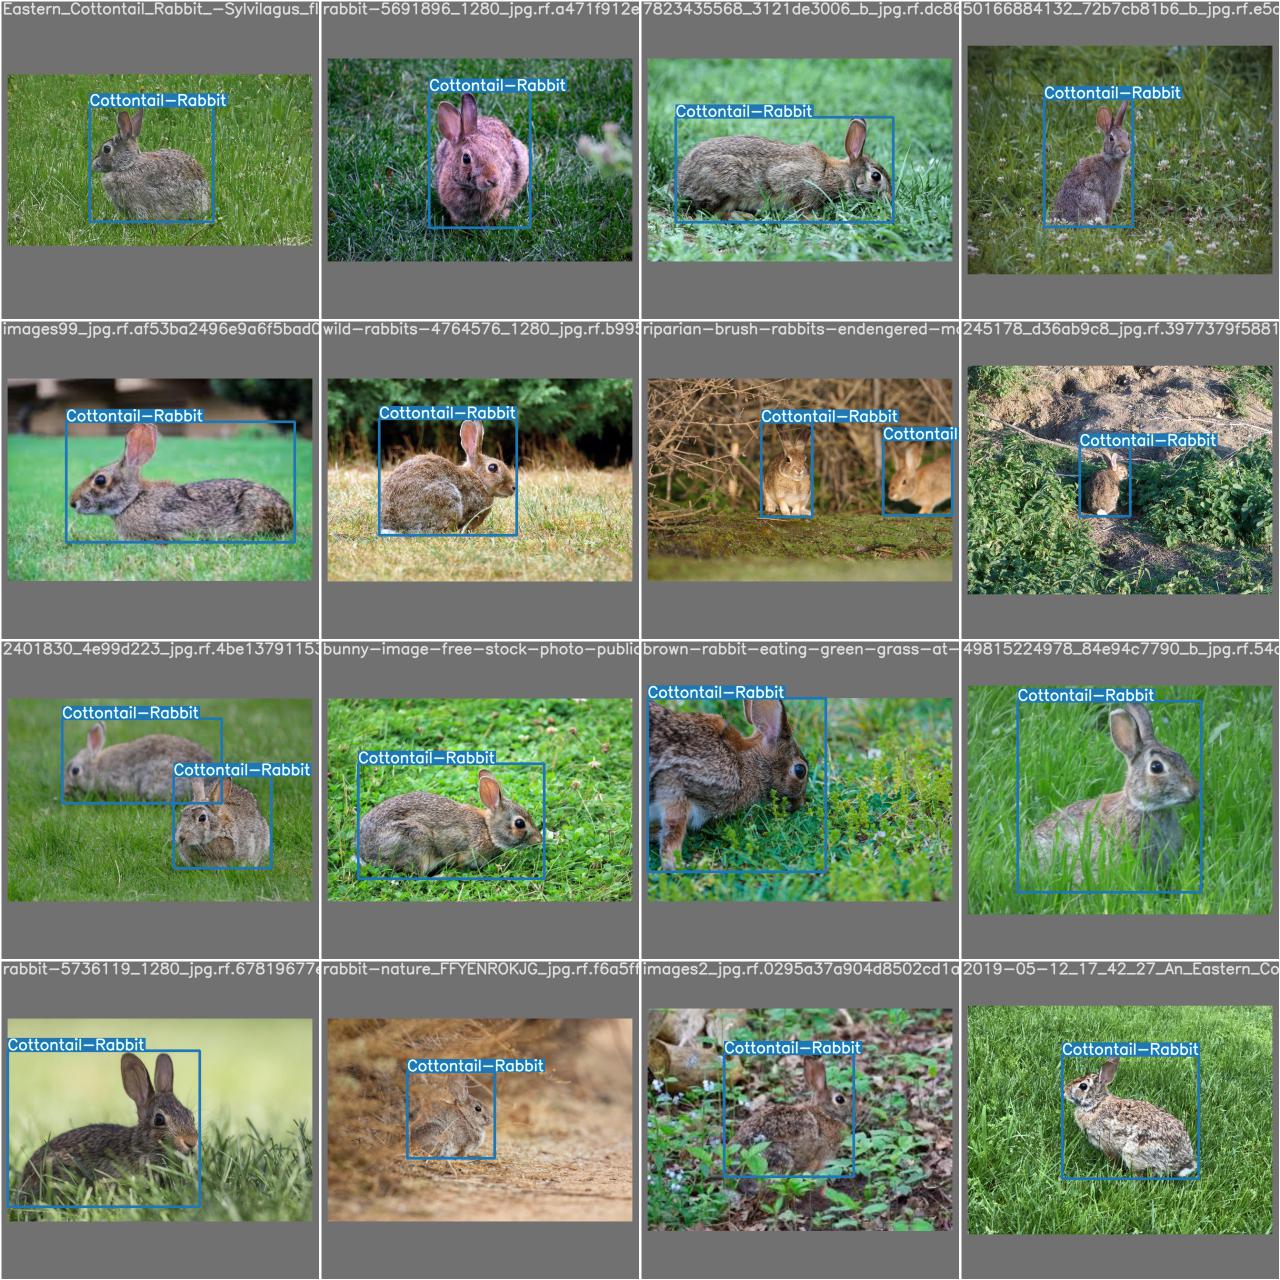 Eastern_Cottontail_Rabbit_-Sylvilagus_fl
rabbit-5691896_1280_jpg.rf.a471f912e
7823435568_3121de3006_b_jpg.rf.dc86
50166884132_72b7cb81b6_b_jpg.rf.e5c
Cottontail-Rabbit
Cottontail-Rabbit
Cottontail-Rabbit
Cottontail-Rabbit
images99_jpg.rf.af53ba2496e9a6f5bad0
wild-rabbits-4764576_1280_jpg.rf.b995
riparian-brush-rabbits-endengered-mo
245178_d36ab9c8_jpg.rf.3977379f5881
Cottontail-Rabbit
Cottontail-Rabbit
Cottontail-Rabbit
Cottontail
Cottontail-Rabbit
2401830_4e99d223_jpg.rf.4be13791153
bunny-image-free-stock-photo-public
brown-rabbit-eating-green-grass-at-
49815224978_84e94c7790_b_jpg.rf.54c
Cottontail-Rabbit
Cottontail-Rabbit
Cottontail-Rabbit
Cottontail-Rabbit
Cottontail-Rabbit
rabbit-5736119_1280_jpg.rf.67819677e
rabbit-nature_FFYENROKJG_jpg.rf.f6a5ff
images2_jpg.rf.0295a37a904d8502cd1a
2019-05-12_17_42_27_An_Eastern_Co
Cottontail-Rabbit
Cottontail-Rabbit
Cottontail-Rabbit
Cottontail-Rabbit